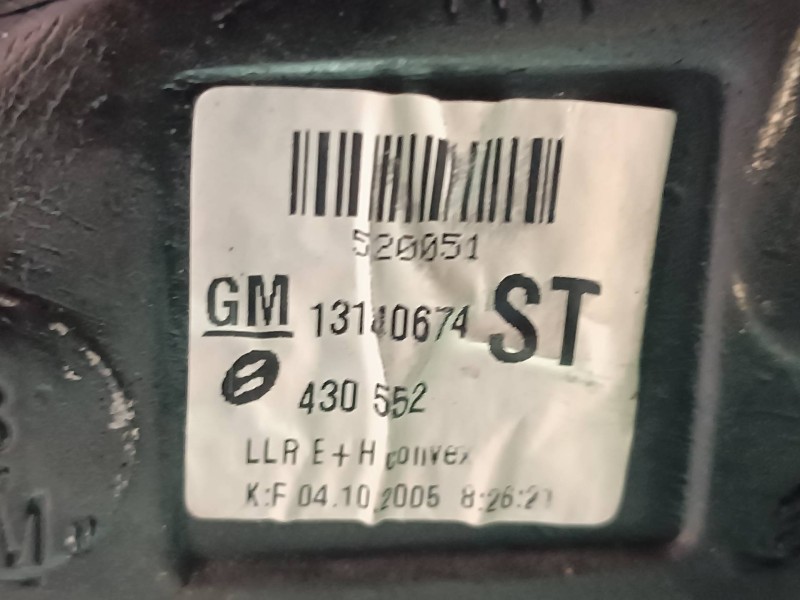 520051
GM 13140674 ST
430 552
LLR E+H convex
K:F 04.10.2005 8:26:21